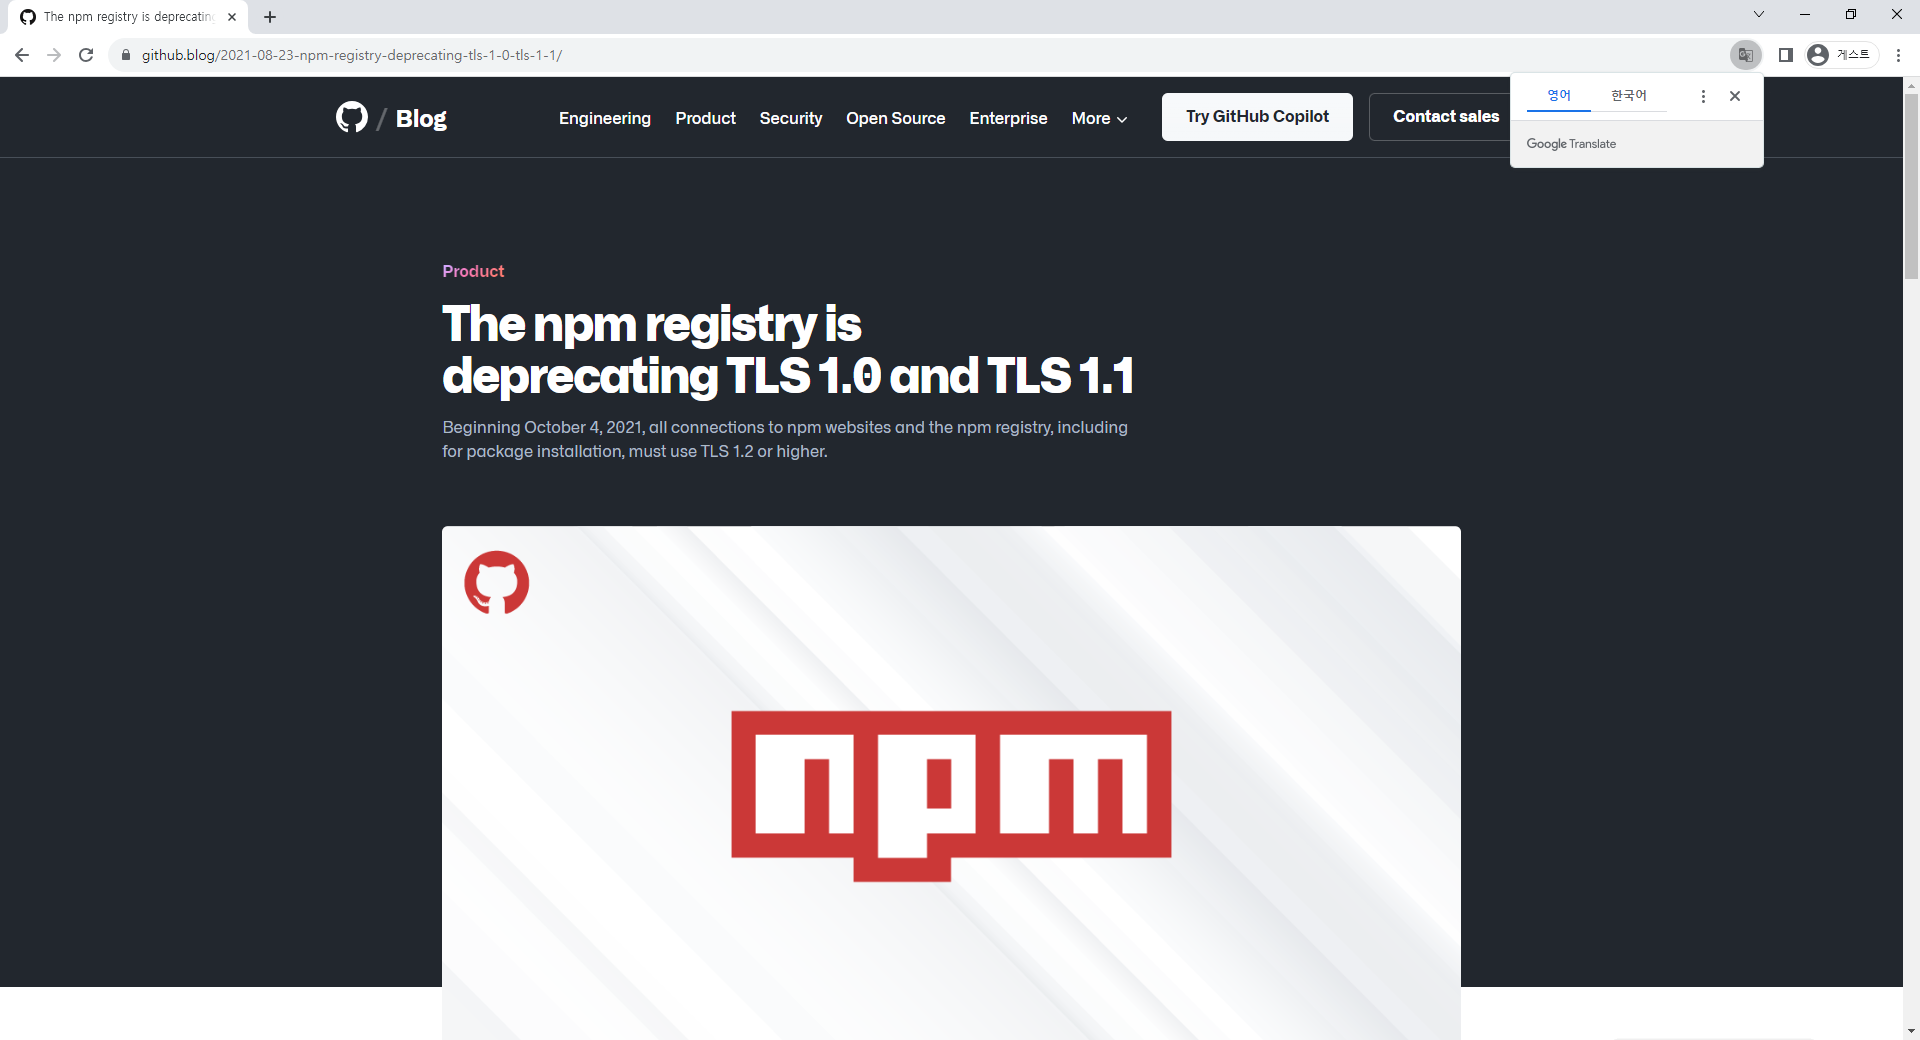 The npm registry is deprecating
github.blog/2021-08-23-npm-registry-deprecating-tls-1-0-tls-1-1/
게스트
영어 한국어
Google Translate
/ Blog
Engineering Product Security Open Source Enterprise More
Try GitHub Copilot
Contact sales
Product
The npm registry is
deprecating TLS 1.0 and TLS 1.1
Beginning October 4, 2021, all connections to npm websites and the npm registry, including
for package installation, must use TLS 1.2 or higher.
npm